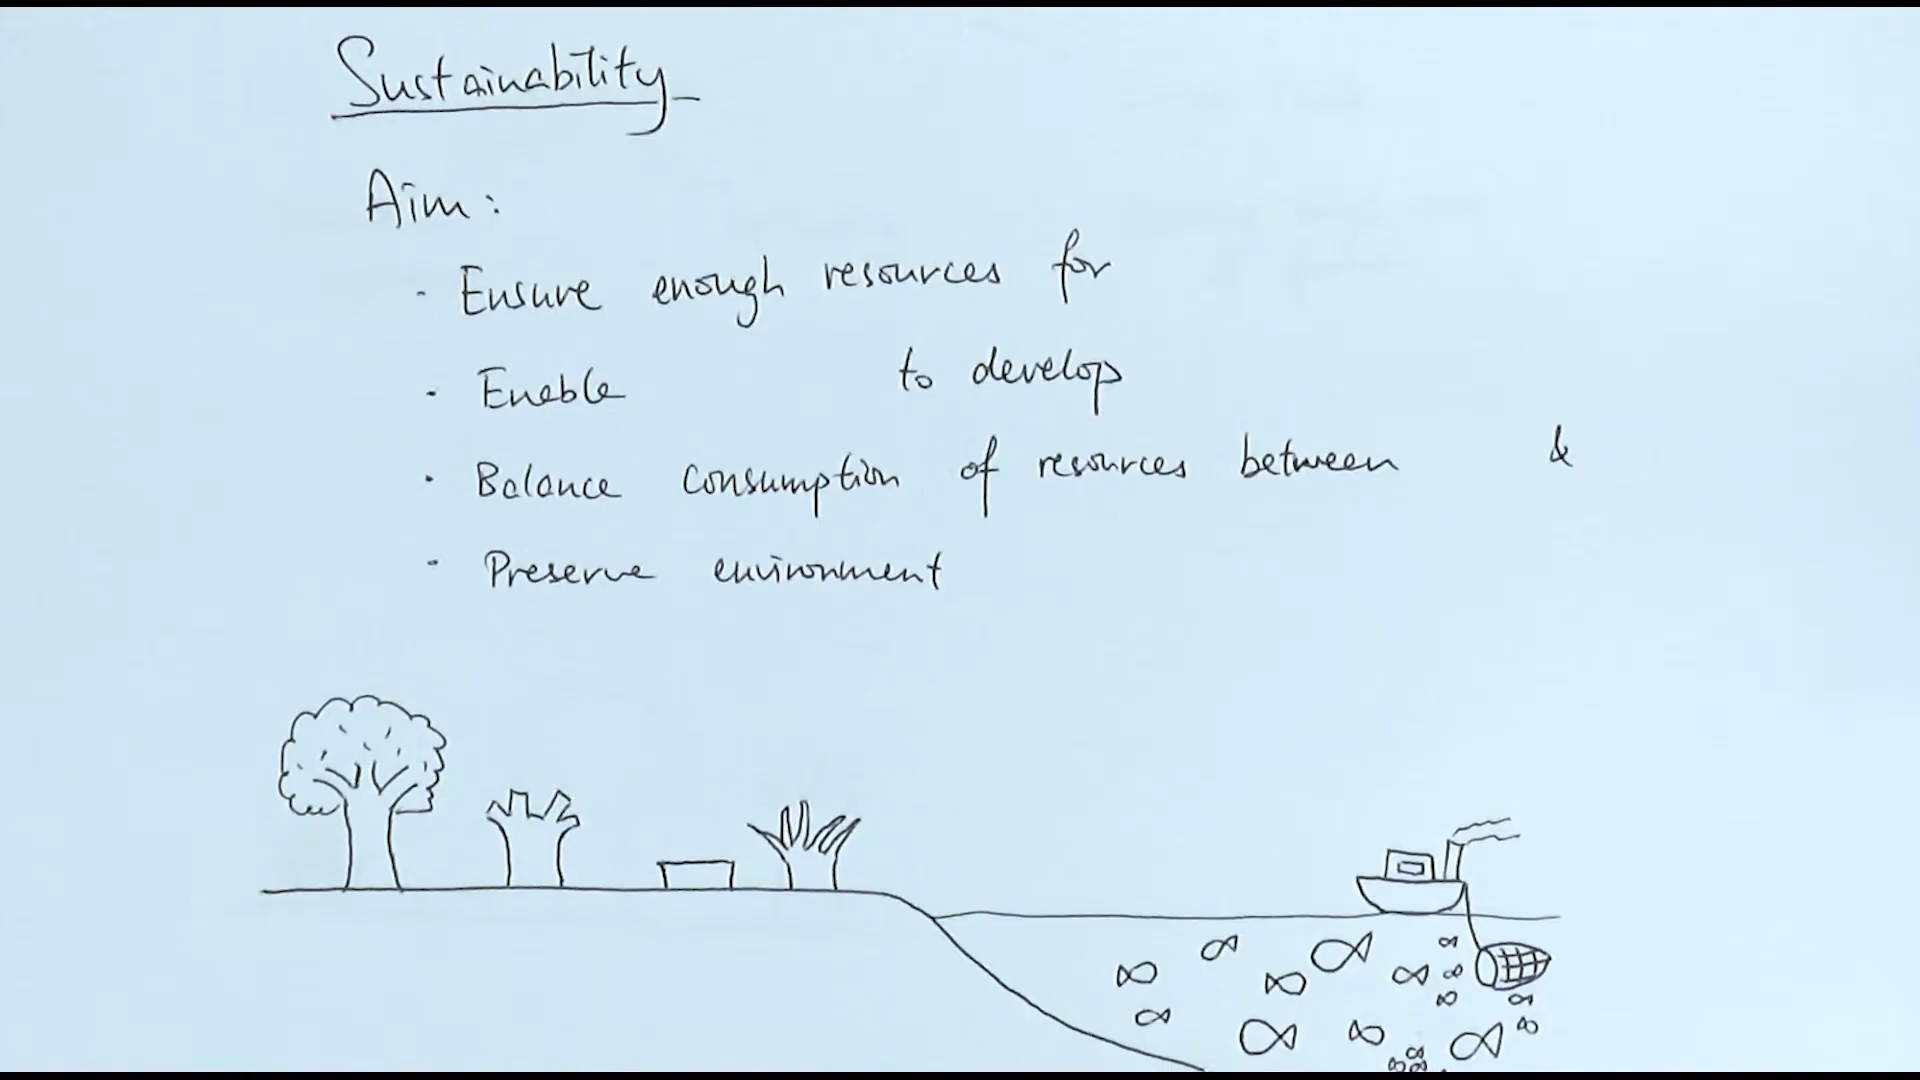 Sustainability
Aim:
· Ensure enough resources for
· Enable to develop
· Balance consumption of resources between &
· Preserve environment